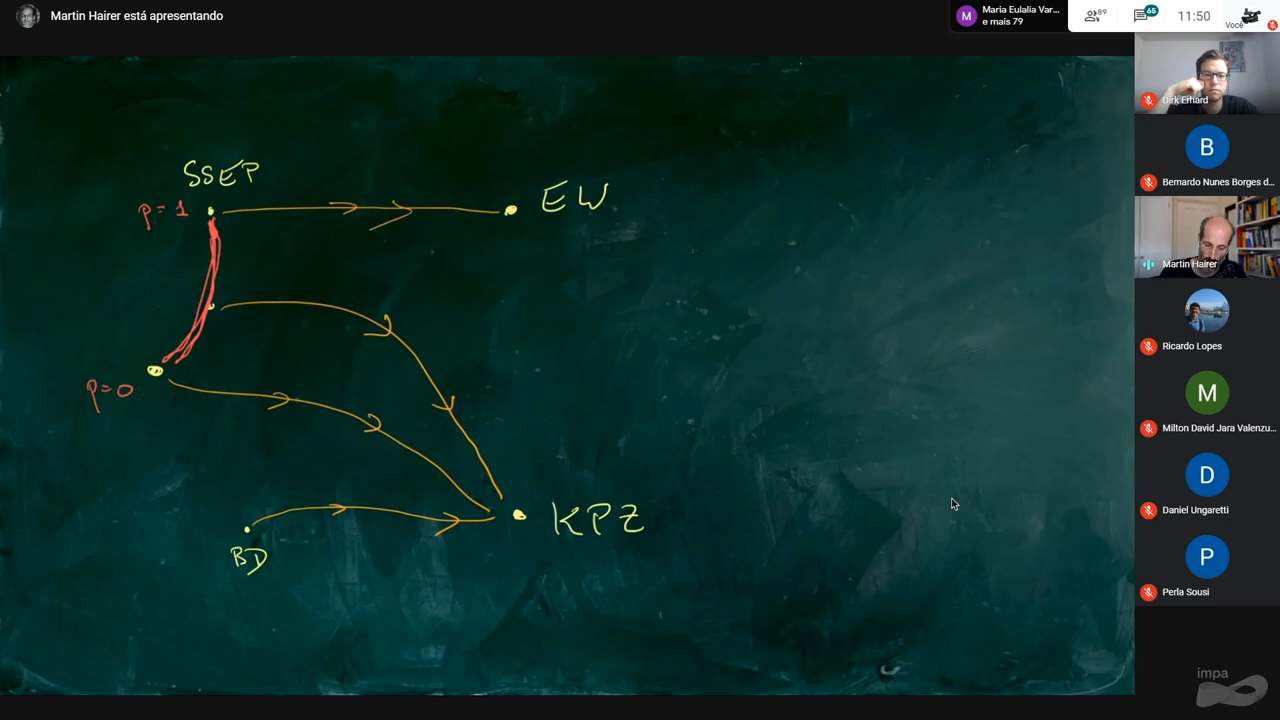 Martin Hairer está apresentando
Maria Eulalia Var...
e mais 79
M
89
65
11:50
Você
Dirk Erhard
B
Bernardo Nunes Borges d...
Martin Hairer
Ricardo Lopes
M
Milton David Jara Valenzu...
D
Daniel Ungaretti
P
Perla Sousi
impa
SSEP
p=1
EW
p=0
KPZ
BD